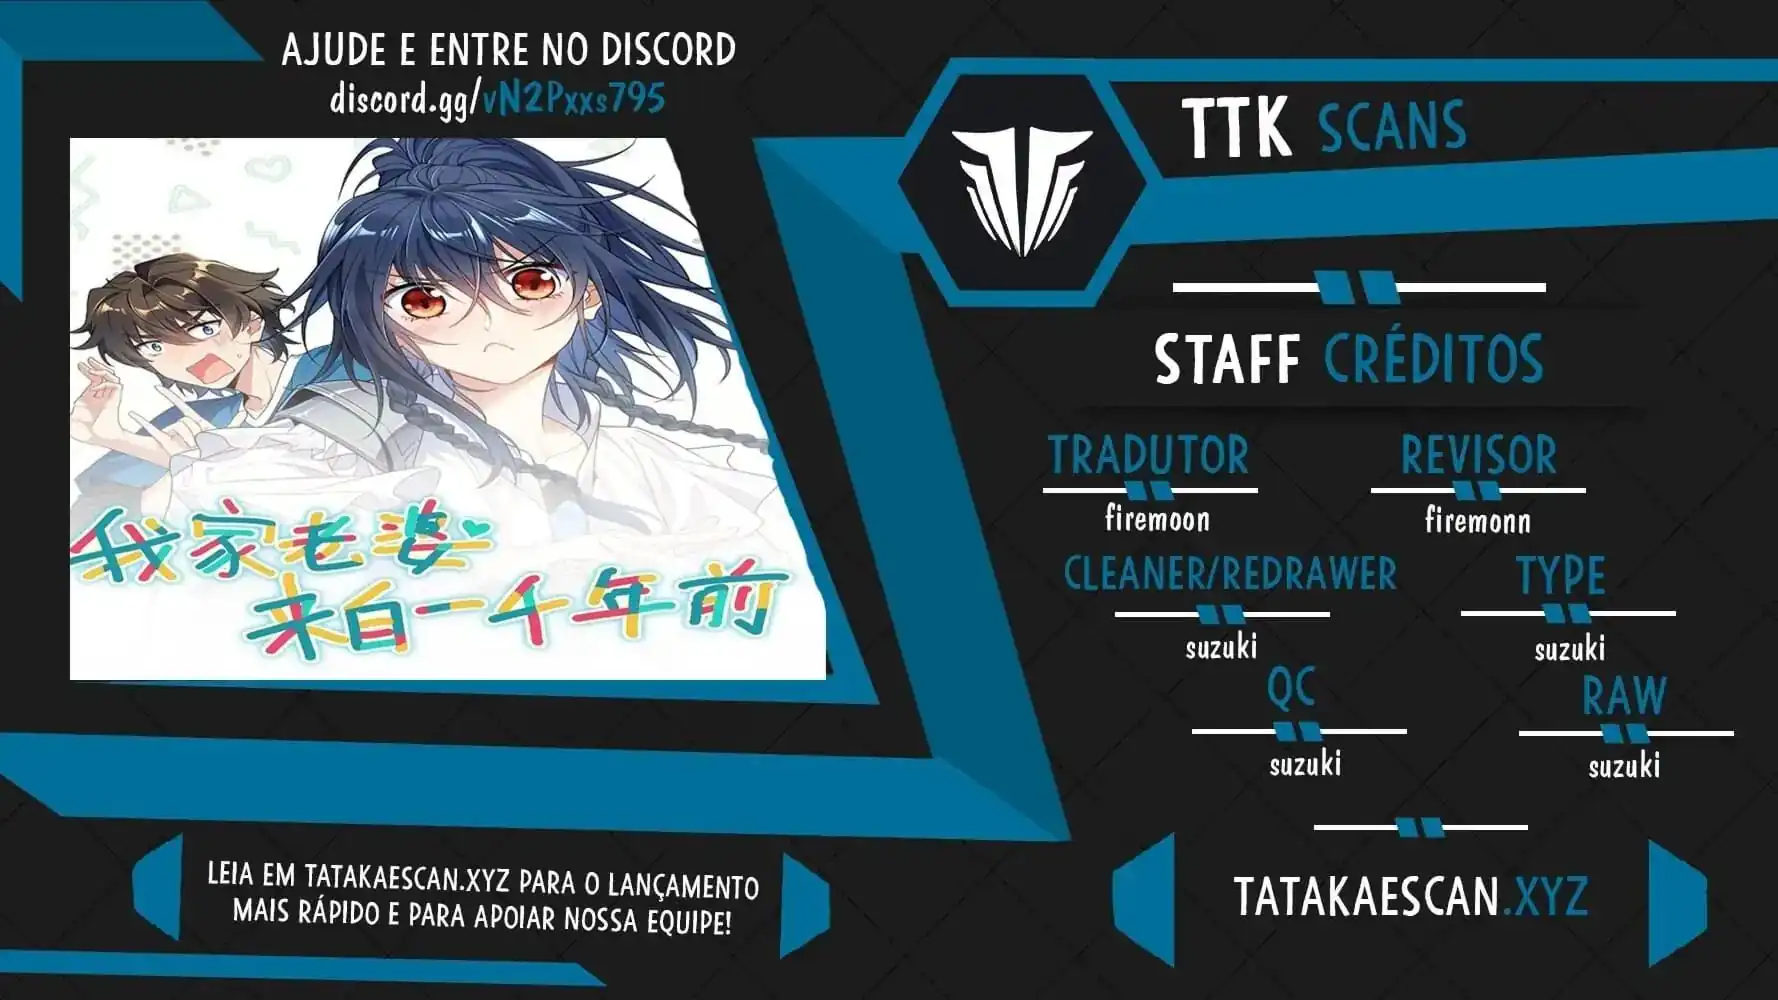 AJUDE E ENTRE NO DISCORD
discord.gg/vN2Pxxs795
我家老婆
来自一千年前
LEIA EM TATAKAESCAN.XYZ PARA O LANÇAMENTO
MAIS RÁPIDO E PARA APOIAR NOSSA EQUIPE!
TTK SCANS
STAFF CRÉDITOS
TRADUTOR
firemoon
REVISOR
firemonn
CLEANER/REDRAWER
suzuki
TYPE
suzuki
QC
suzuki
RAW
suzuki
TATAKAESCAN.XYZ